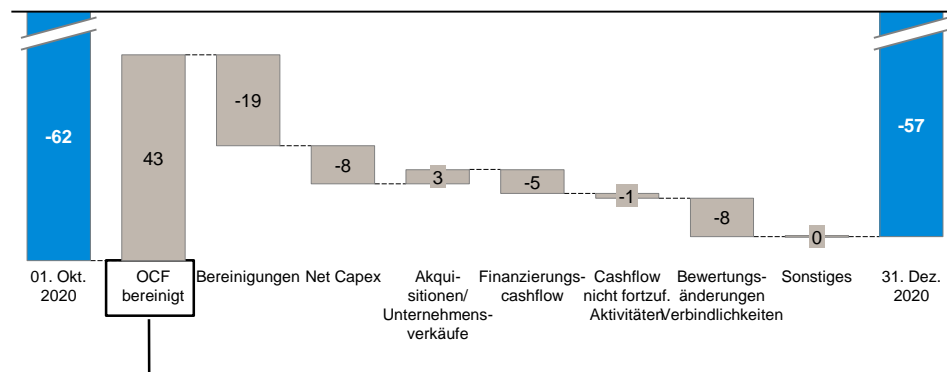 -62
43
-19
-8
3
-5
-1
-8
0
-57
01. Okt.
2020
OCF
bereinigt
Bereinigungen
Net Capex
Akqui-
sitionen/
Unternehmens-
verkäufe
Finanzierungs-
cashflow
Cashflow
nicht fortzuf.
Aktivitäten
Bewertungs-
änderungen
Verbindlichkeiten
Sonstiges
31. Dez.
2020